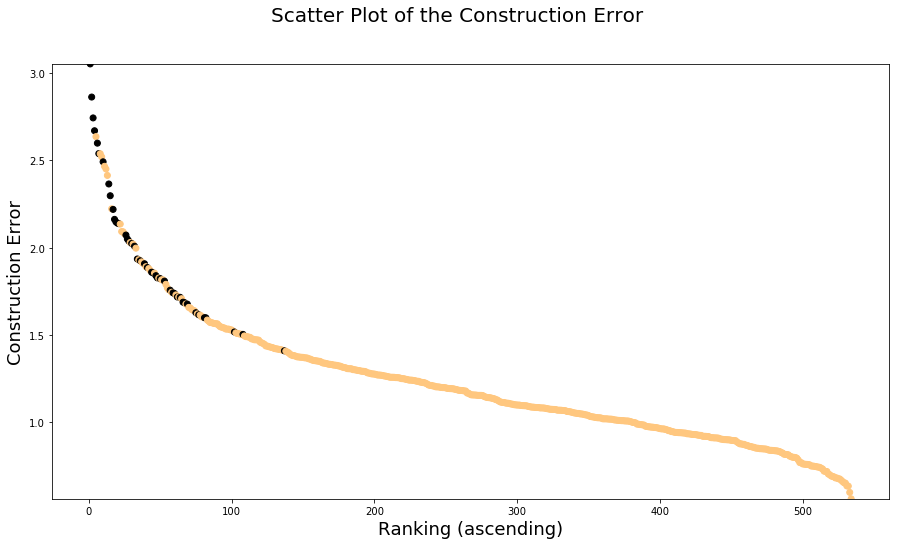 Scatter Plot of the Construction Error
3.0
2.5
2.0
1.5
1.0
Construction Error
0 100 200 300 400 500
Ranking (ascending)